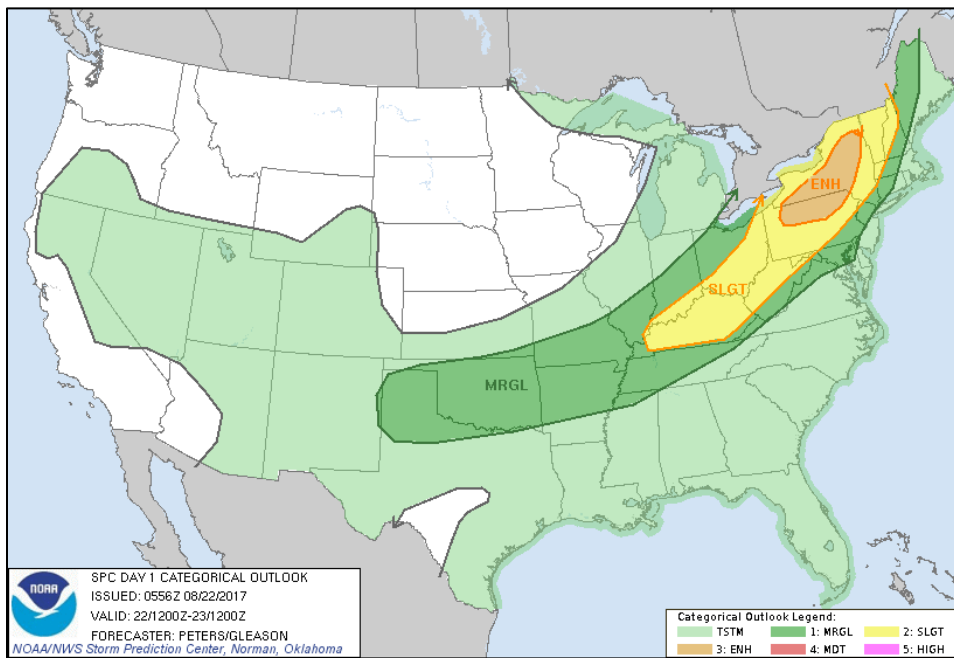 ENH
SLGT
MRGL
NOAA
SPC DAY 1 CATEGORICAL OUTLOOK
ISSUED: 0556Z 08/22/2017
VALID: 22/1200Z-23/1200Z
FORECASTER: PETERS/GLEASON
NOAA/NWS Storm Prediction Center, Norman, Oklahoma
Categorical Outlook Legend:
TSTM 1: MRGL 2: SLGT
3: ENH 4: MDT 5: HIGH